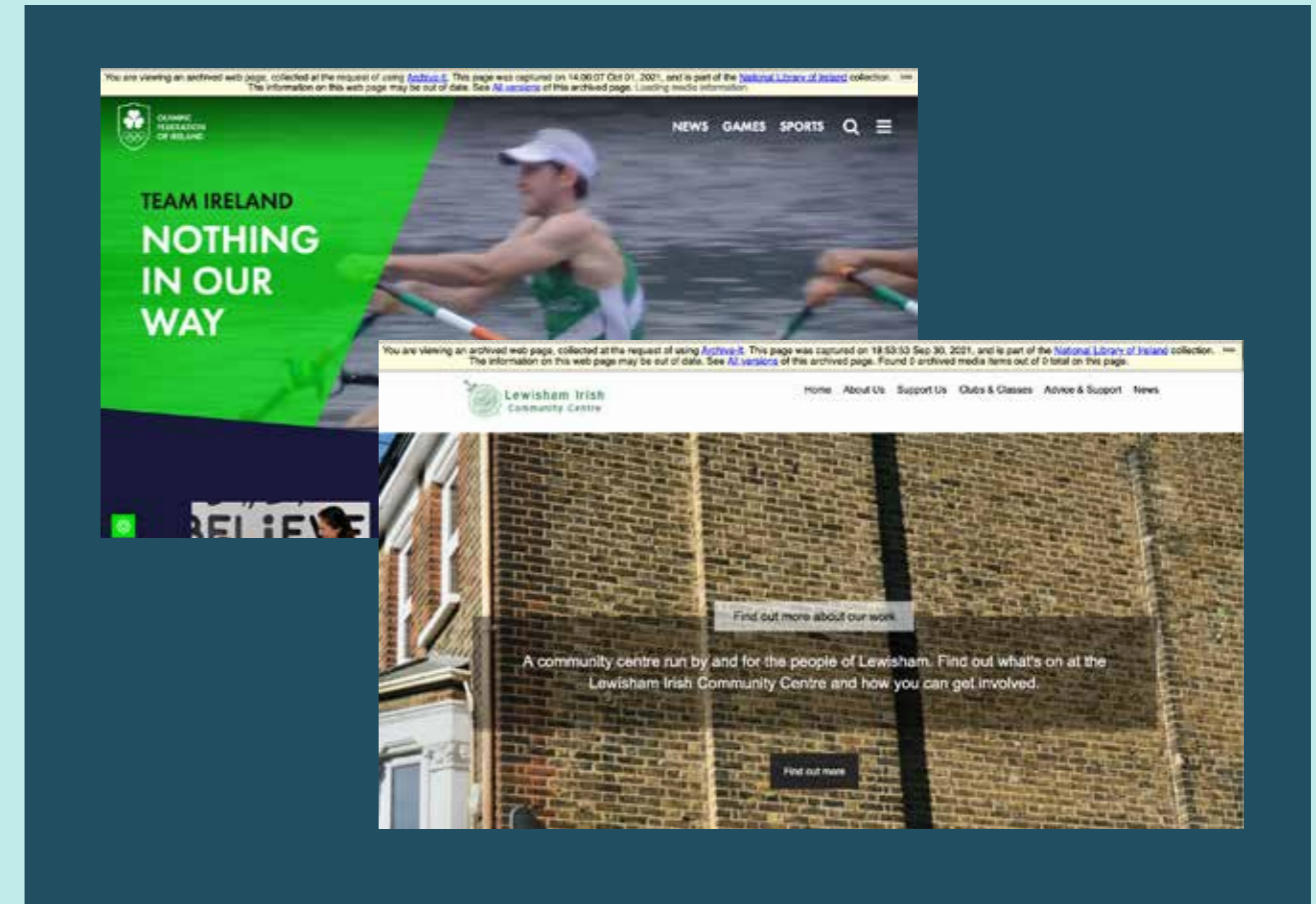 You are viewing an archived web page, collected at the request of using Archive-It. This page was captured on 14:06:07 Oct 01, 2021, and is part of the National Library of Ireland collection.
The information on this web page may be out of date. See All versions of this archived page. Loading media information
OLYMPIC
FEDERATION
OF IRELAND
NEWS GAMES SPORTS
TEAM IRELAND
NOTHING
IN OUR
WAY
BELiEVE
You are viewing an archived web page, collected at the request of using Archive-It. This page was captured on 18:53:53 Sep 30, 2021, and is part of the National Library of Ireland collection.
The information on this web page may be out of date. See All versions of this archived page. Found 0 archived media items out of 0 total on this page.
Lewisham Irish
Community Centre
Home About Us Support Us Clubs & Classes Advice & Support News
Find out more about our work
A community centre run by and for the people of Lewisham. Find out what's on at the
Lewisham Irish Community Centre and how you can get involved.
Find out more